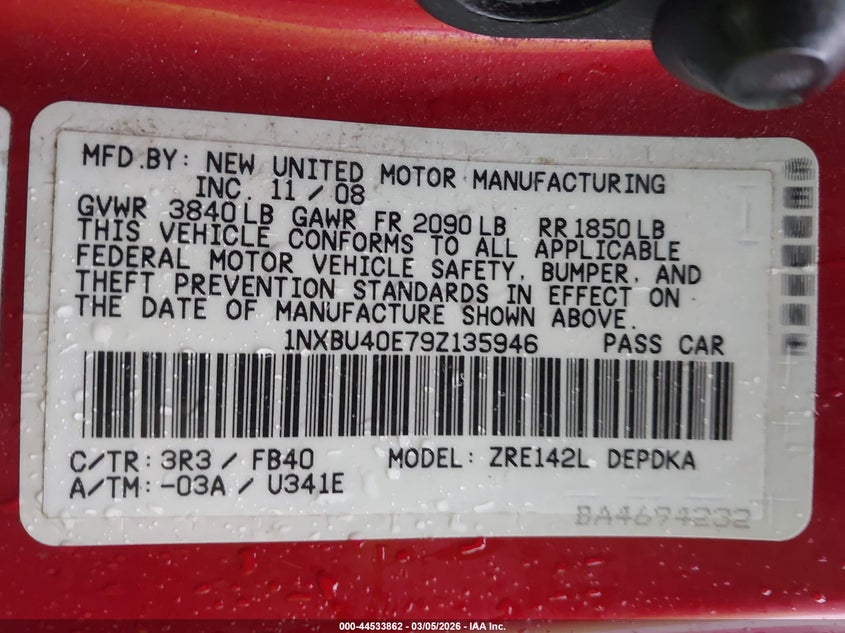 MFD.BY: NEW UNITED MOTOR MANUFACTURING
INC. 11 / 08
GVWR 3840 LB GAWR FR 2090 LB RR 1850 LB
THIS VEHICLE CONFORMS TO ALL APPLICABLE
FEDERAL MOTOR VEHICLE SAFETY, BUMPER, AND
THEFT PREVENTION STANDARDS IN EFFECT ON
THE DATE OF MANUFACTURE SHOWN ABOVE.
1NXBU40E79Z135946 PASS CAR
C/TR: 3R3 / FB40 MODEL: ZRE142L DEPDKA
A/TM: -03A / U341E
BA4694232
000-44533862 - 03/05/2026 - IAA Inc.